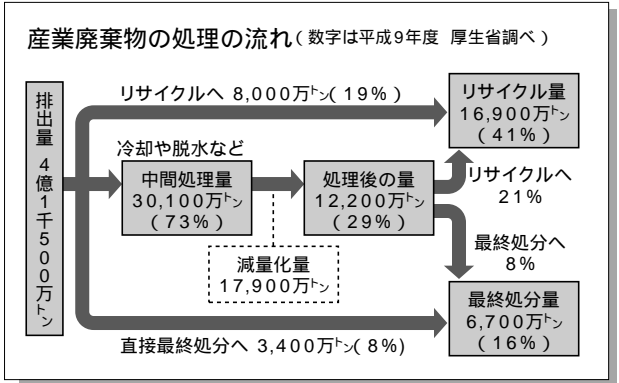 産業廃棄物の処理の流れ(数字は平成9年度 厚生省調べ)
排出量 4億1千500万トン
リサイクルへ 8,000万トン(19%)
リサイクル量
16,900万トン
(41%)
冷却や脱水など
中間処理量
30,100万トン
(73%)
処理後の量
12,200万トン
(29%)
リサイクルへ
21%
減量化量
17,900万トン
最終処分へ
8%
最終処分量
6,700万トン
(16%)
直接最終処分へ 3,400万トン(8%)